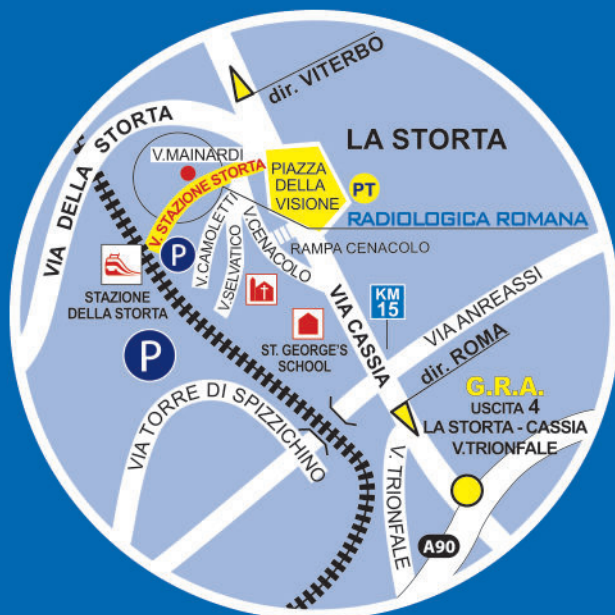 dir. VITERBO
VIA DELLA STORTA
LA STORTA
V.MAINARDI
V. STAZIONE STORTA
PIAZZA
DELLA
VISIONE
PT
RADIOLOGICA ROMANA
V.CAMOLETTI
V.SELVATICO
V.CENACOLO
RAMPA CENACOLO
P
STAZIONE
DELLA STORTA
VIA CASSIA
KM
15
VIA ANREASSI
P
ST. GEORGE'S
SCHOOL
dir. ROMA
G.R.A.
USCITA 4
LA STORTA - CASSIA
V.TRIONFALE
VIA TORRE DI SPIZZICHINO
V. TRIONFALE
A90